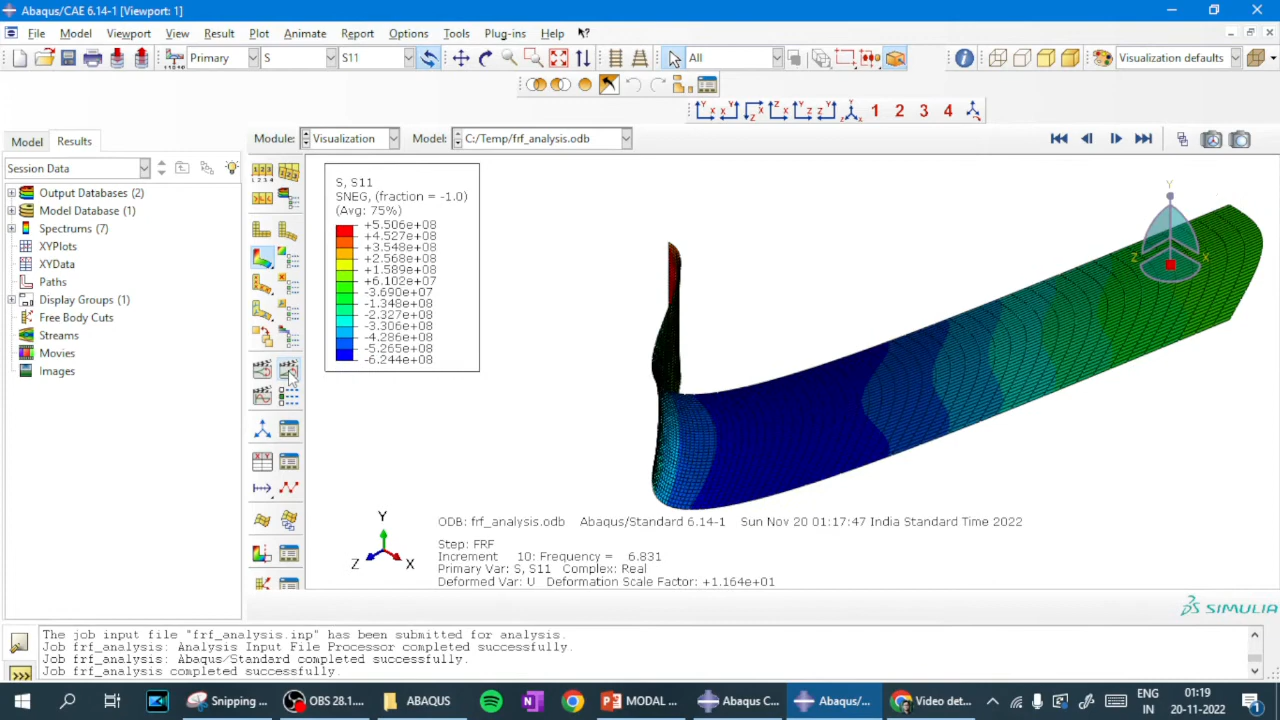 Abaqus/CAE 6.14-1 [Viewport: 1]
File Model Viewport View Result Plot Animate Report Options Tools Plug-ins Help
Primary S S11 All Visualization defaults
1 2 3 4
Model Results Module: Visualization Model: C:/Temp/frf_analysis.odb
Session Data
Output Databases (2)
Model Database (1)
Spectrums (7)
XYPlots
XYData
Paths
Display Groups (1)
Free Body Cuts
Streams
Movies
Images
S, S11
SNEG, (fraction = -1.0)
(Avg: 75%)
+5.506e+08
+4.527e+08
+3.548e+08
+2.568e+08
+1.589e+08
+6.102e+07
-3.690e+07
-1.348e+08
-2.327e+08
-3.306e+08
-4.286e+08
-5.265e+08
-6.244e+08
Y
Z X
Y
Z X
ODB: frf_analysis.odb Abaqus/Standard 6.14-1 Sun Nov 20 01:17:47 India Standard Time 2022
Step: FRF
Increment 10: Frequency = 6.831
Primary Var: S, S11 Complex: Real
Deformed Var: U Deformation Scale Factor: +1.164e+01
SIMULIA
The job input file "frf_analysis.inp" has been submitted for analysis.
Job frf_analysis: Analysis Input File Processor completed successfully.
Job frf_analysis: Abaqus/Standard completed successfully.
Job frf_analysis completed successfully.
Snipping ... OBS 28.1.... ABAQUS MODAL ... Abaqus C... Abaqus/... Video det... ENG IN 01:19 20-11-2022